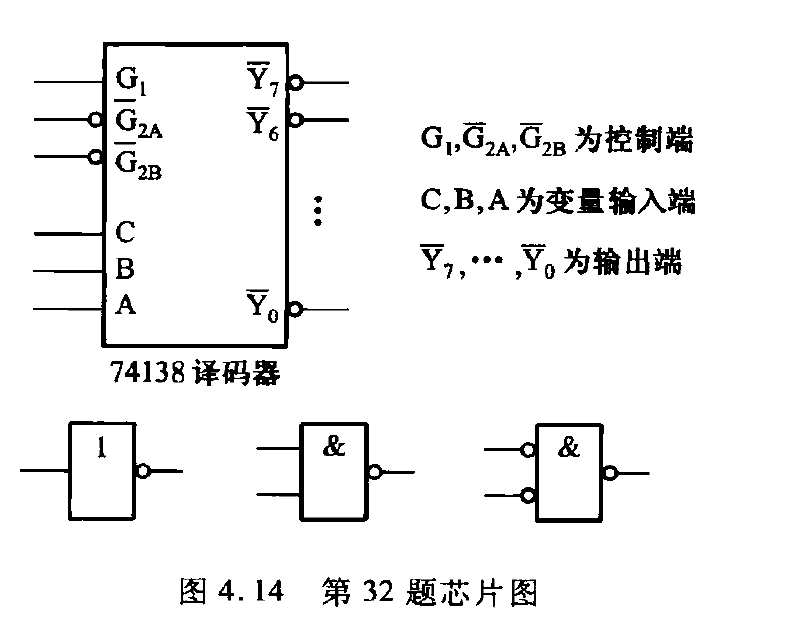 G₁ Y̅₇
G̅₂A Y̅₆
G̅₂B
C
B
A Y̅₀
74138 译码器
G₁,G̅₂A,G̅₂B 为控制端
C,B,A 为变量输入端
Y̅₇,…,Y̅₀ 为输出端
1 & &
图 4.14 第 32 题芯片图